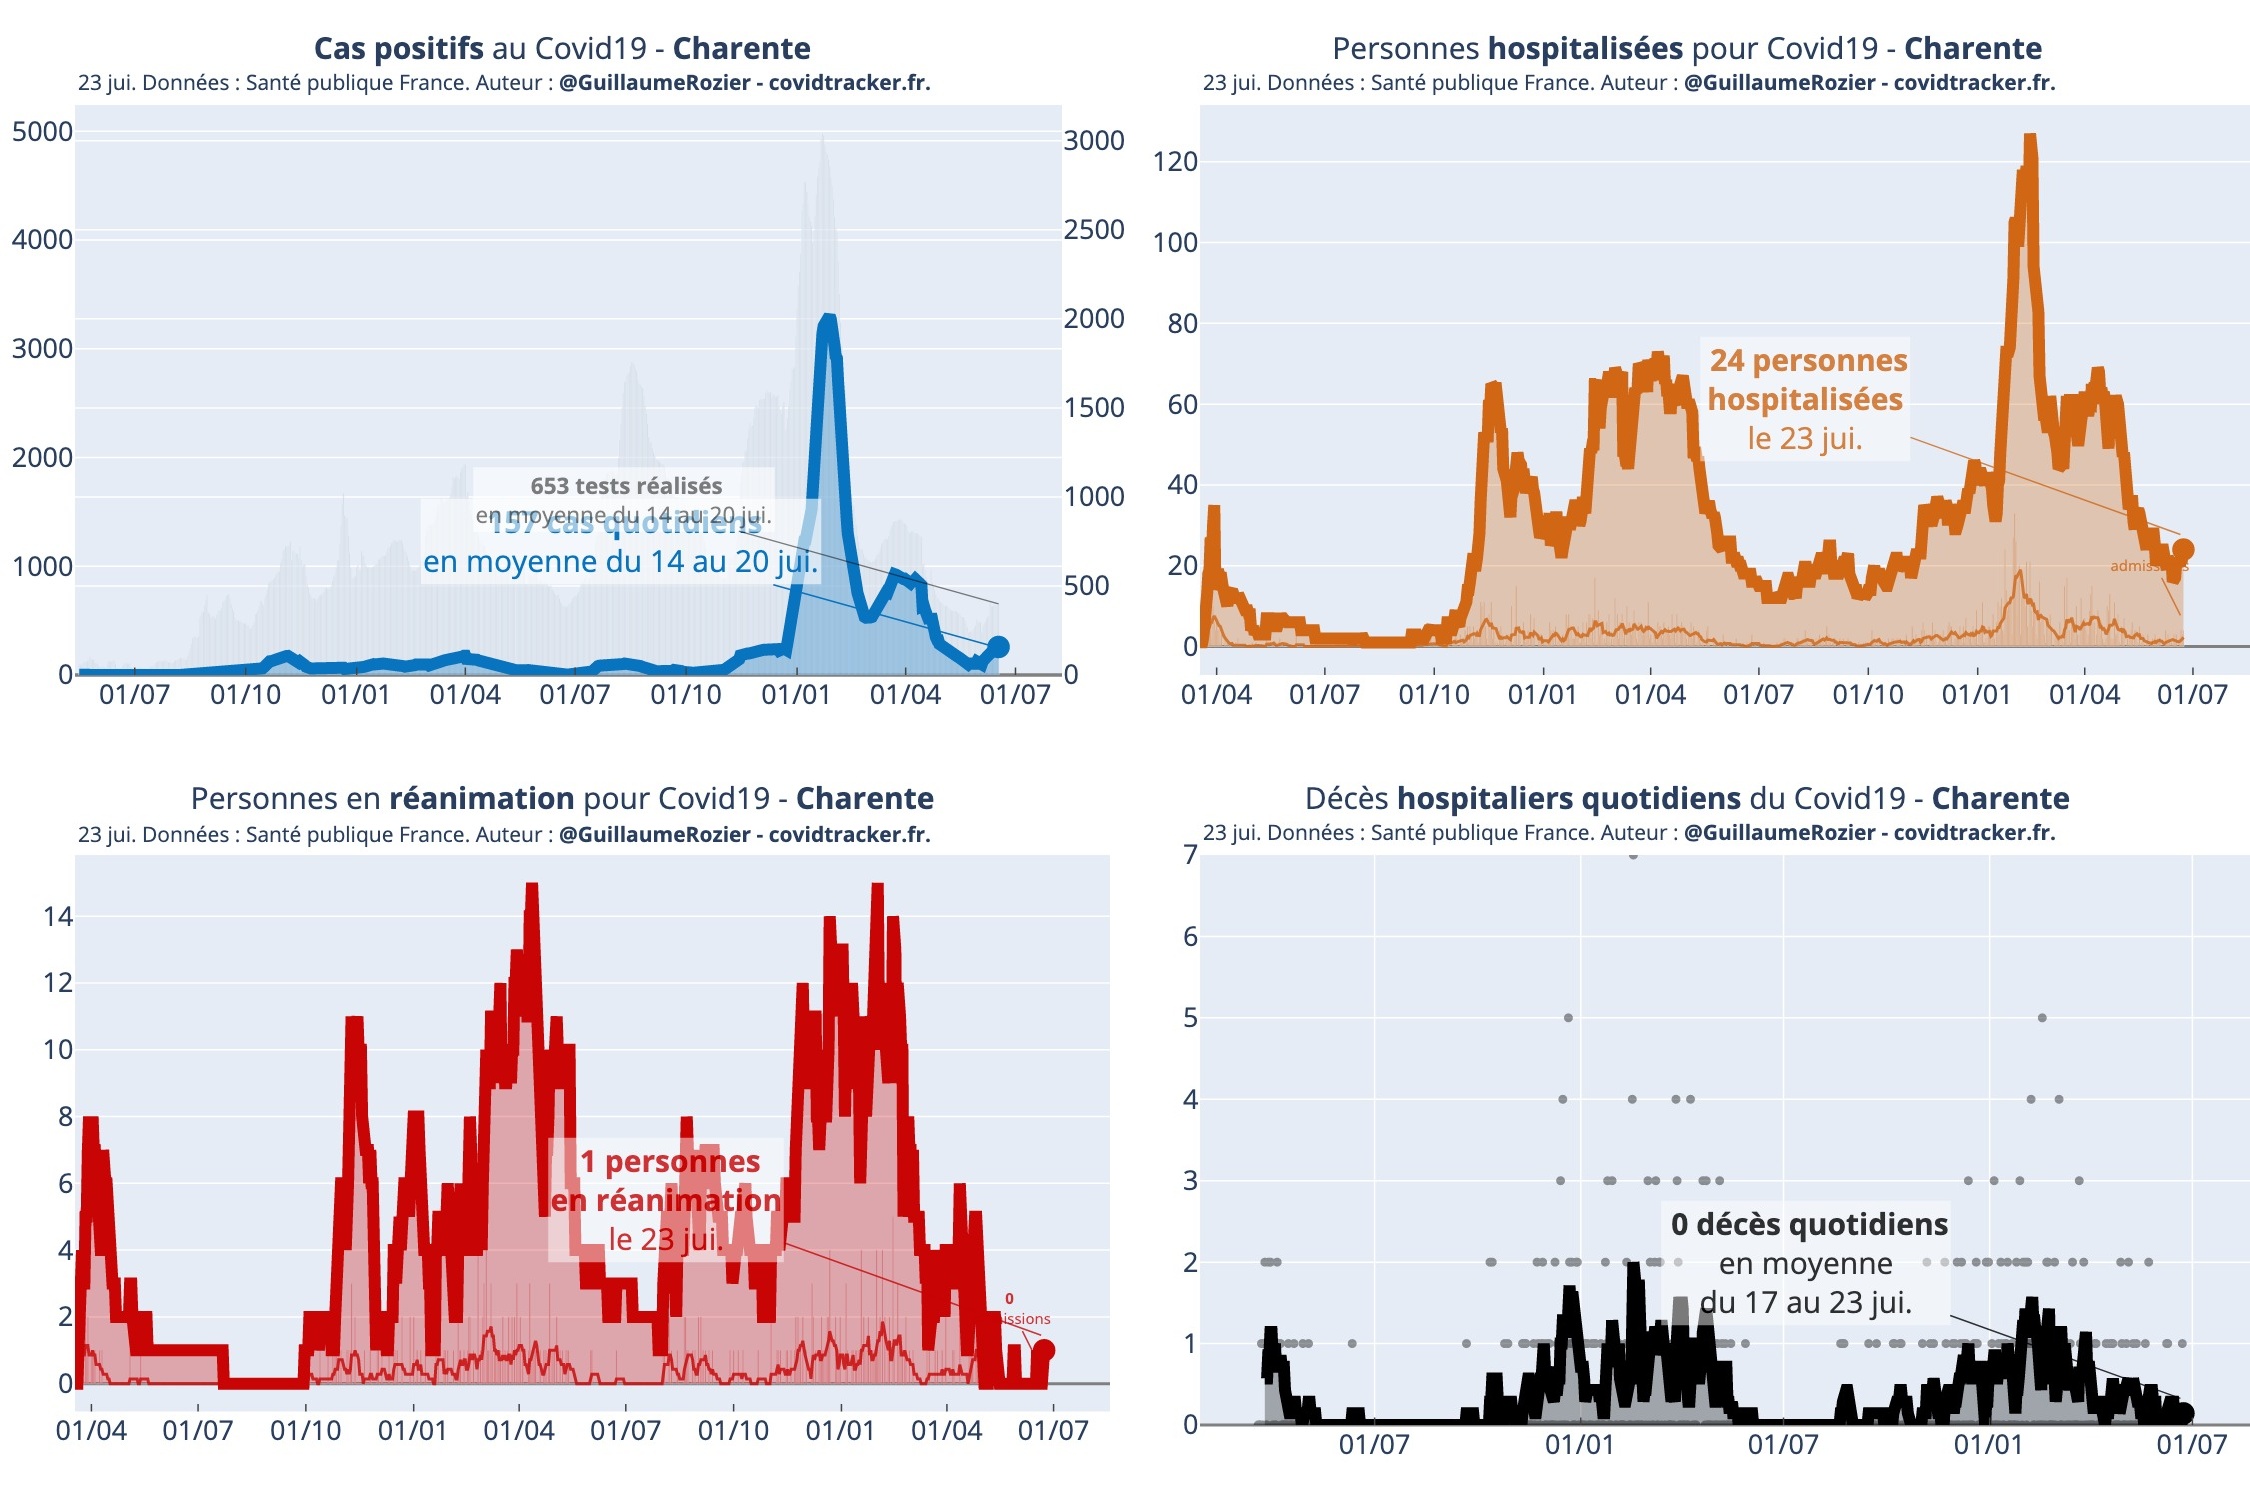 Cas positifs au Covid19 - Charente
23 jui. Données : Santé publique France. Auteur : @GuillaumeRozier - covidtracker.fr.
5000
4000
3000
2000
1000
0
3000
2500
2000
1500
1000
500
0
653 tests réalisés
en moyenne du 14 au 20 jui.
157 cas quotidiens
en moyenne du 14 au 20 jui.
01/07 01/10 01/01 01/04 01/07 01/10 01/01 01/04 01/07
Personnes hospitalisées pour Covid19 - Charente
23 jui. Données : Santé publique France. Auteur : @GuillaumeRozier - covidtracker.fr.
120
100
80
60
40
20
0
24 personnes
hospitalisées
le 23 jui.
01/04 01/07 01/10 01/01 01/04 01/07 01/10 01/01 01/04 01/07
Personnes en réanimation pour Covid19 - Charente
23 jui. Données : Santé publique France. Auteur : @GuillaumeRozier - covidtracker.fr.
14
12
10
8
6
4
2
0
1 personnes
en réanimation
le 23 jui.
0
01/04 01/07 01/10 01/01 01/04 01/07 01/10 01/01 01/04 01/07
Décès hospitaliers quotidiens du Covid19 - Charente
23 jui. Données : Santé publique France. Auteur : @GuillaumeRozier - covidtracker.fr.
7
6
5
4
3
2
1
0
0 décès quotidiens
en moyenne
du 17 au 23 jui.
01/07 01/01 01/07 01/01 01/07